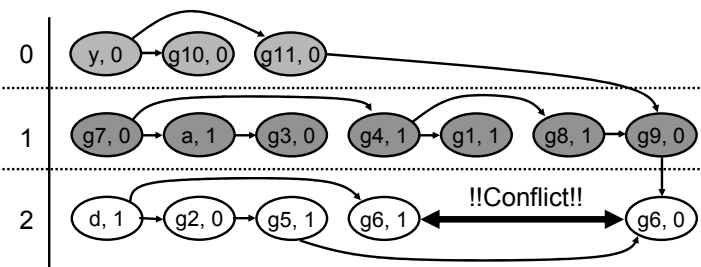 0 y, 0 g10, 0 g11, 0
1 g7, 0 a, 1 g3, 0 g4, 1 g1, 1 g8, 1 g9, 0
!!Conflict!!
2 d, 1 g2, 0 g5, 1 g6, 1 g6, 0